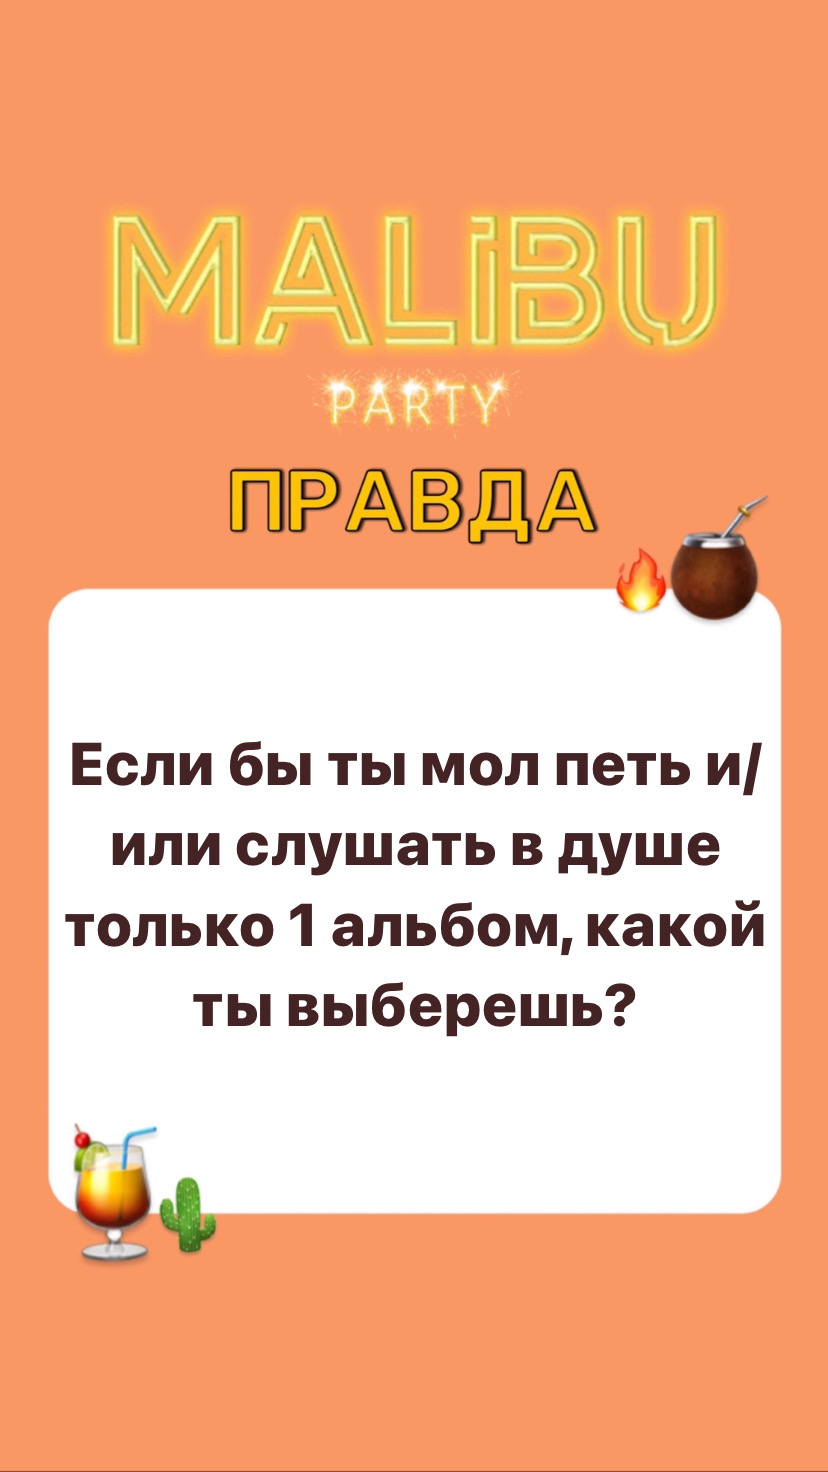 MALiBU
PARTY
ПРАВДА
Если бы ты мол петь и/
или слушать в душе
только 1 альбом, какой
ты выберешь?